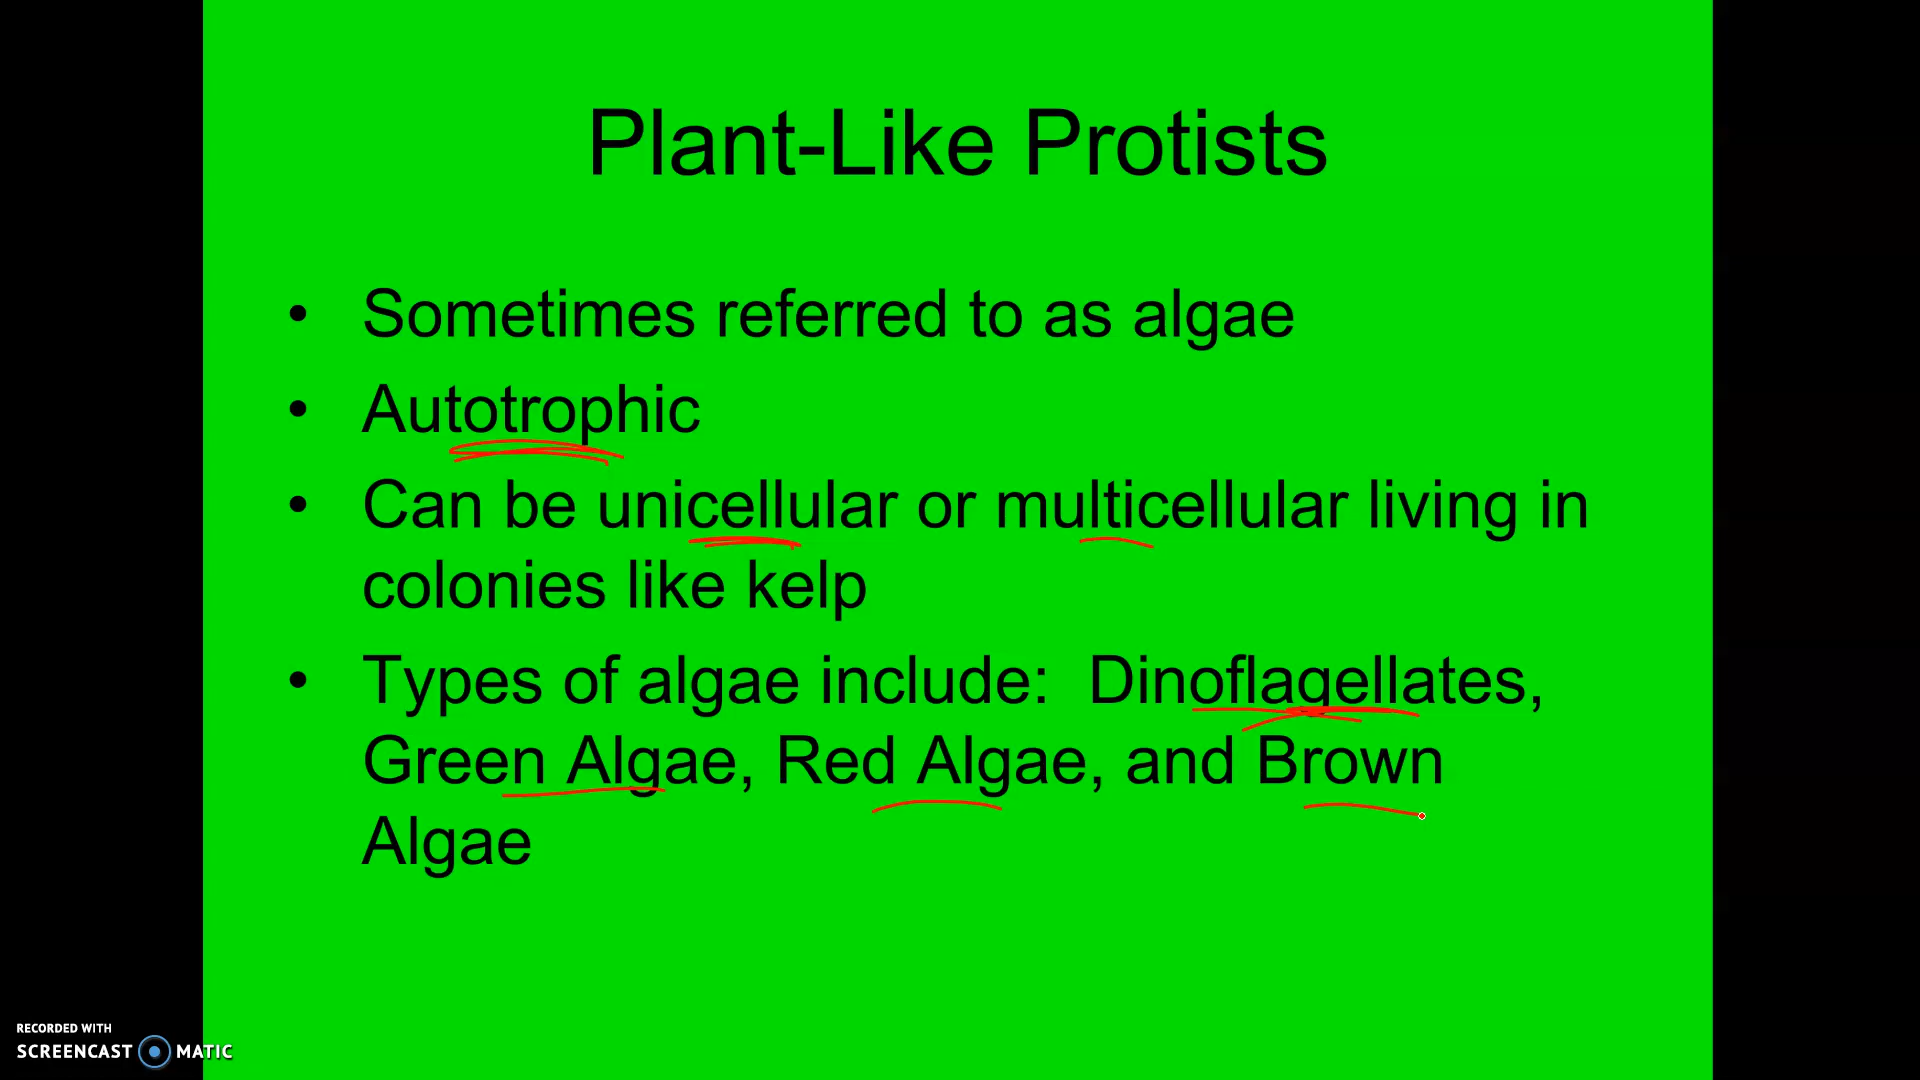 Plant-Like Protists
• Sometimes referred to as algae
• Autotrophic
• Can be unicellular or multicellular living in
colonies like kelp
• Types of algae include:  Dinoflagellates,
Green Algae, Red Algae, and Brown
Algae
RECORDED WITH
SCREENCAST MATIC